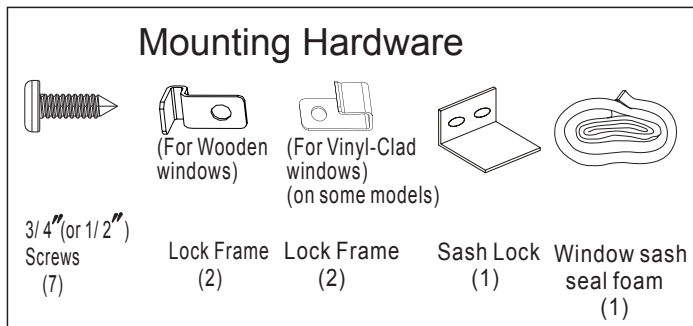 Mounting Hardware
(For Wooden
windows)
(For Vinyl-Clad
windows)
(on some models)
3/4"(or 1/2")
Screws
(7)
Lock Frame
(2)
Lock Frame
(2)
Sash Lock
(1)
Window sash
seal foam
(1)